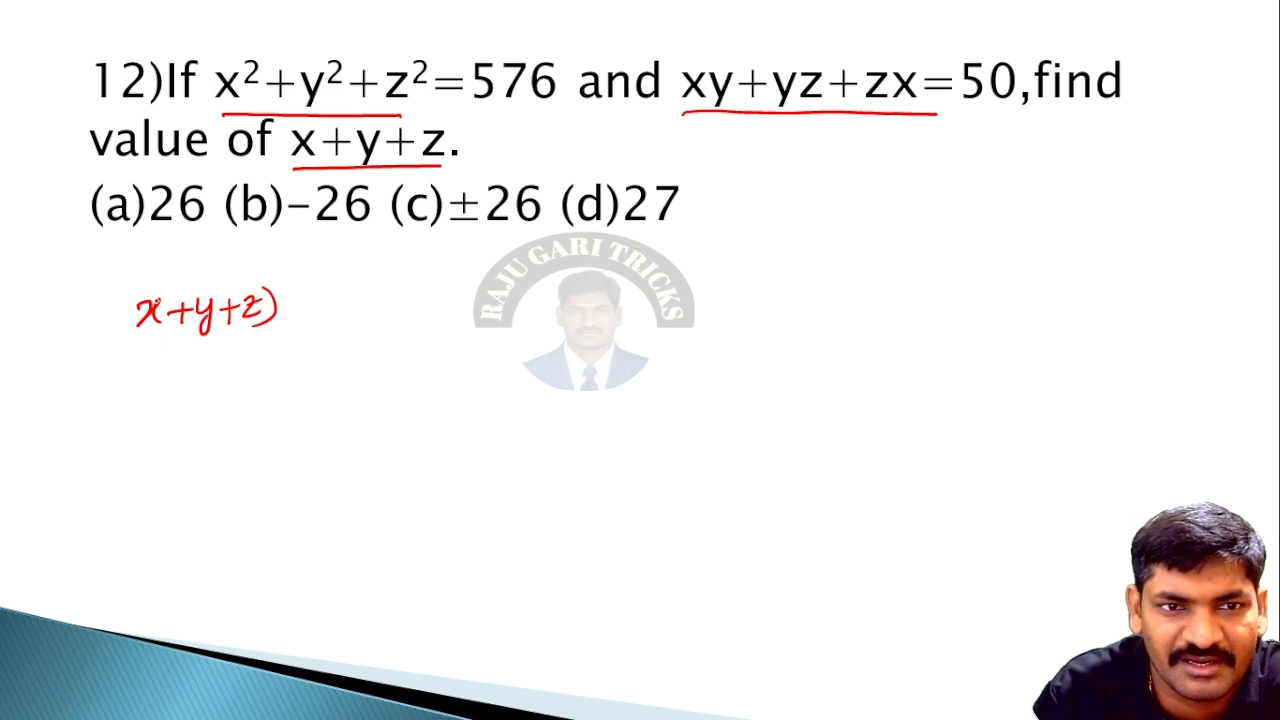 12)If x²+y²+z²=576 and xy+yz+zx=50,find
value of x+y+z.
(a)26 (b)-26 (c)±26 (d)27
RAJU GARI TRICKS
x+y+z)